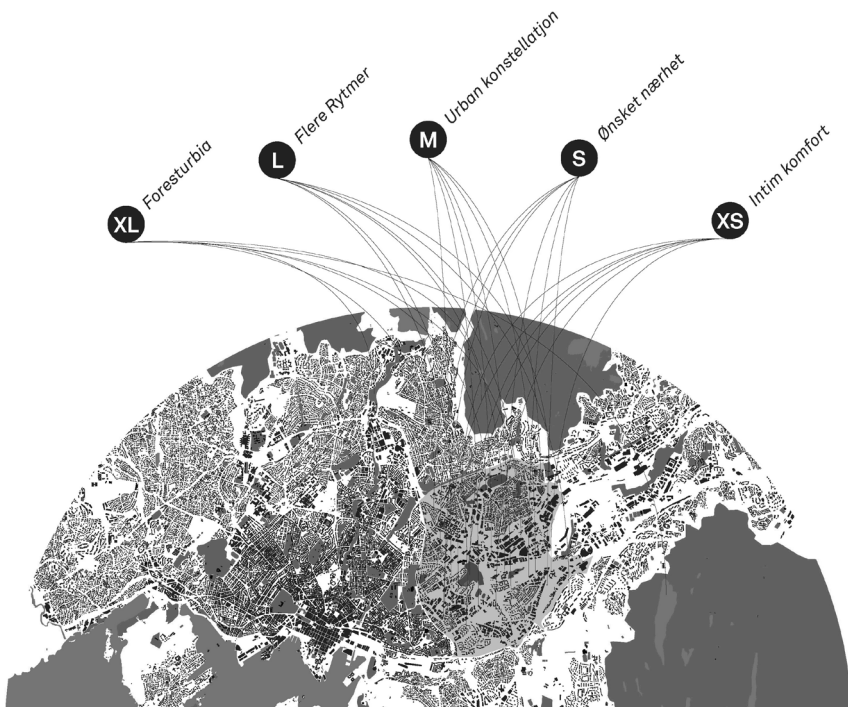 XL Foresturbia
L Flere Rytmer
M Urban konstellatjon
S Ønsket nærhet
XS Intim komfort